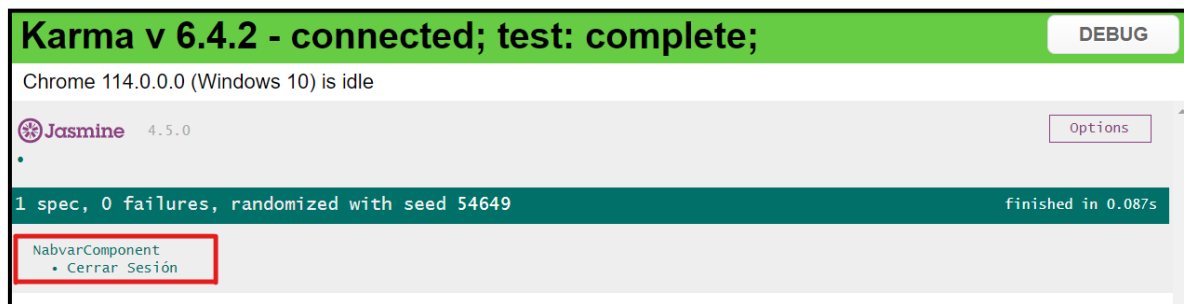 Karma v 6.4.2 - connected; test: complete;
DEBUG
Chrome 114.0.0.0 (Windows 10) is idle
Jasmine 4.5.0
Options
•
1 spec, 0 failures, randomized with seed 54649
finished in 0.087s
NabvarComponent
• Cerrar Sesión